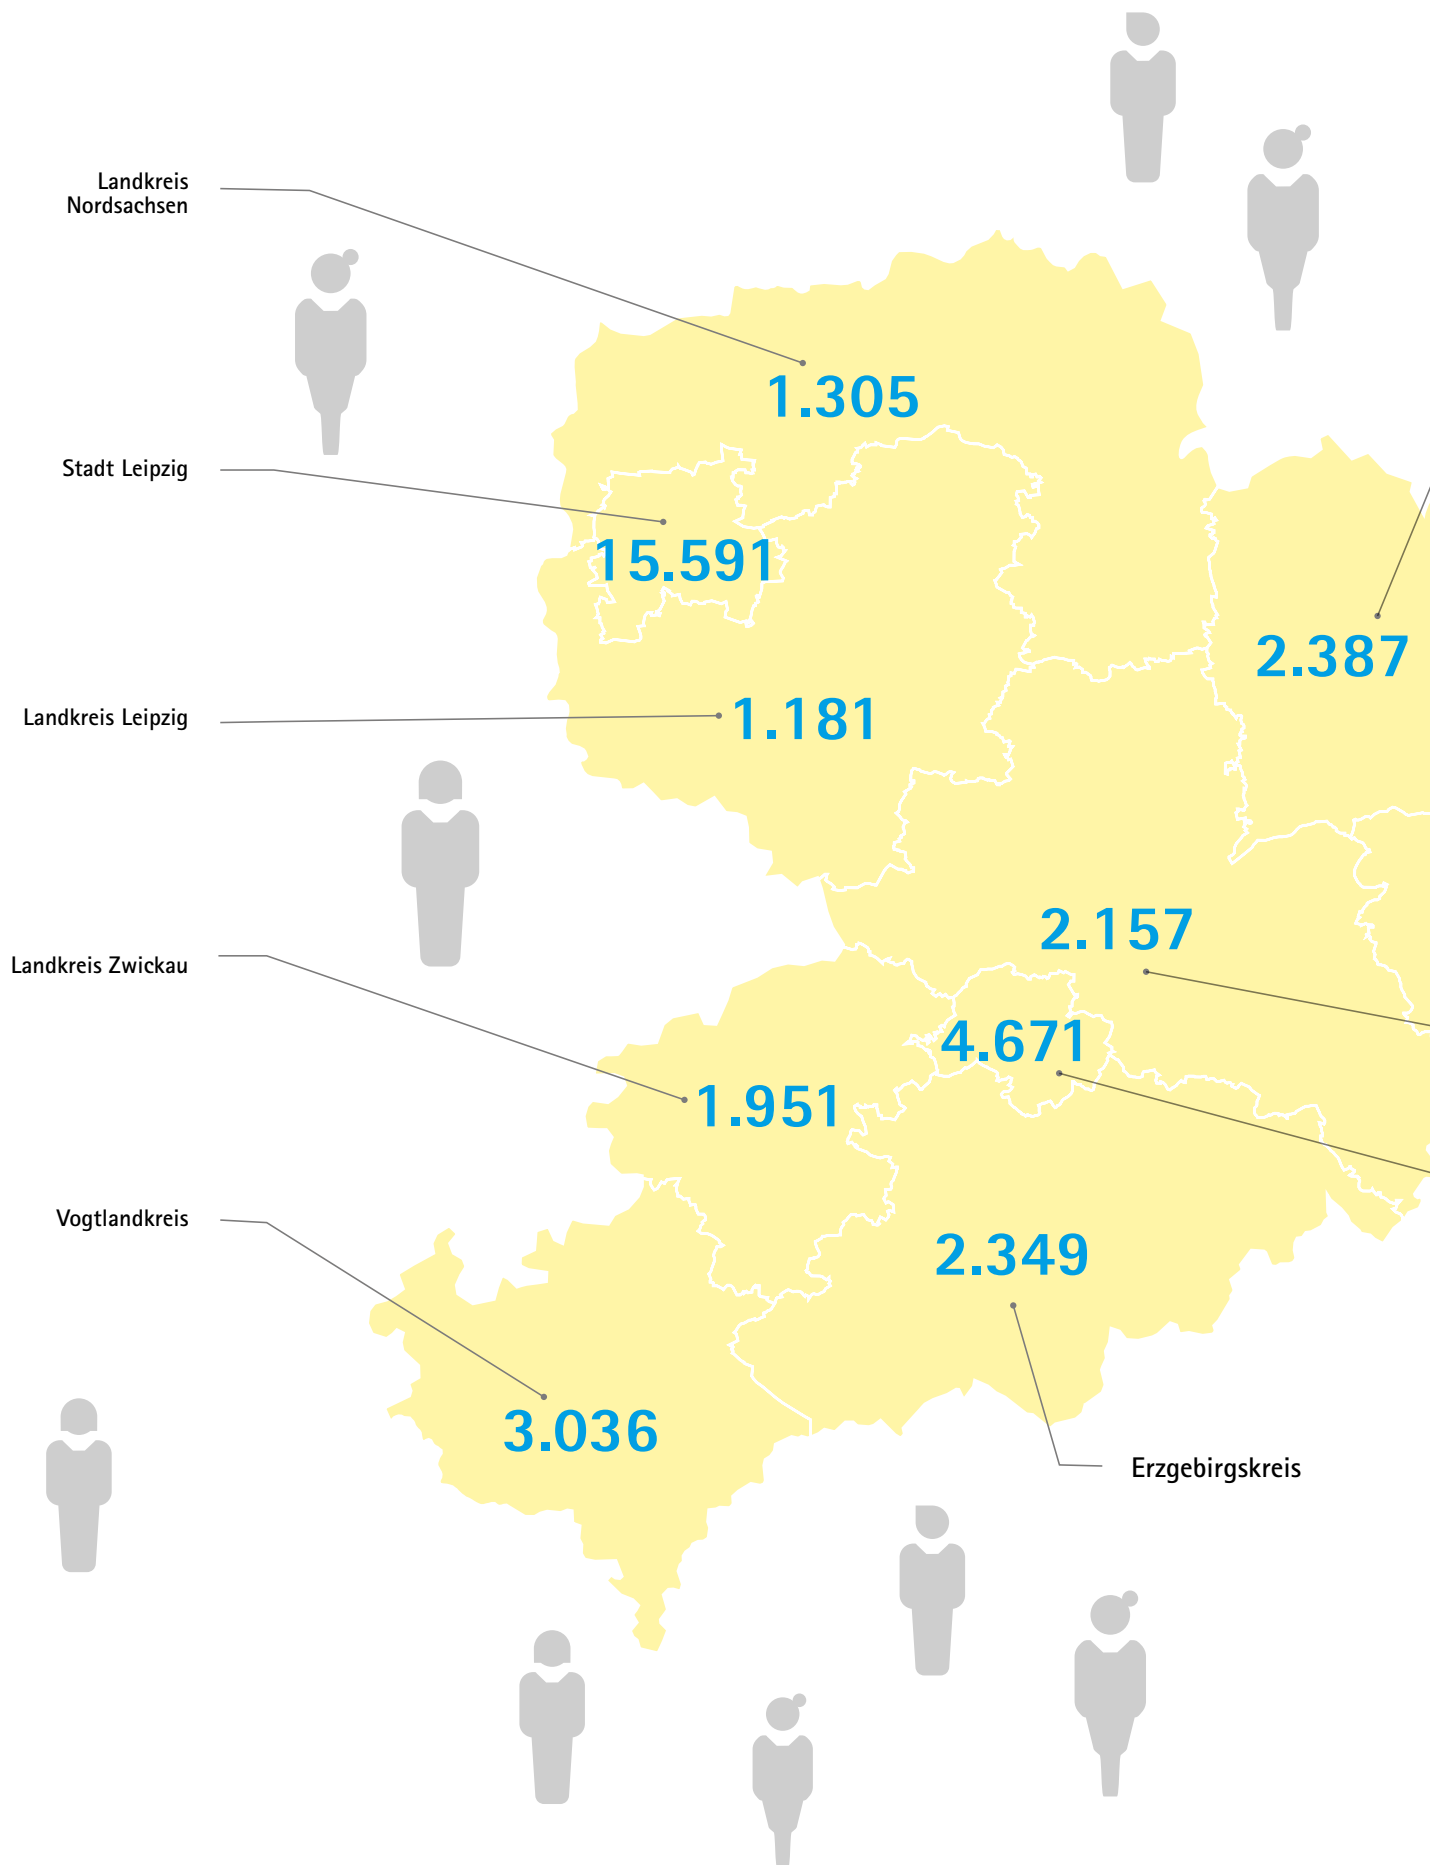 Landkreis
Nordsachsen
1.305
Stadt Leipzig
15.591
2.387
Landkreis Leipzig
1.181
2.157
Landkreis Zwickau
4.671
1.951
Vogtlandkreis
2.349
3.036
Erzgebirgskreis